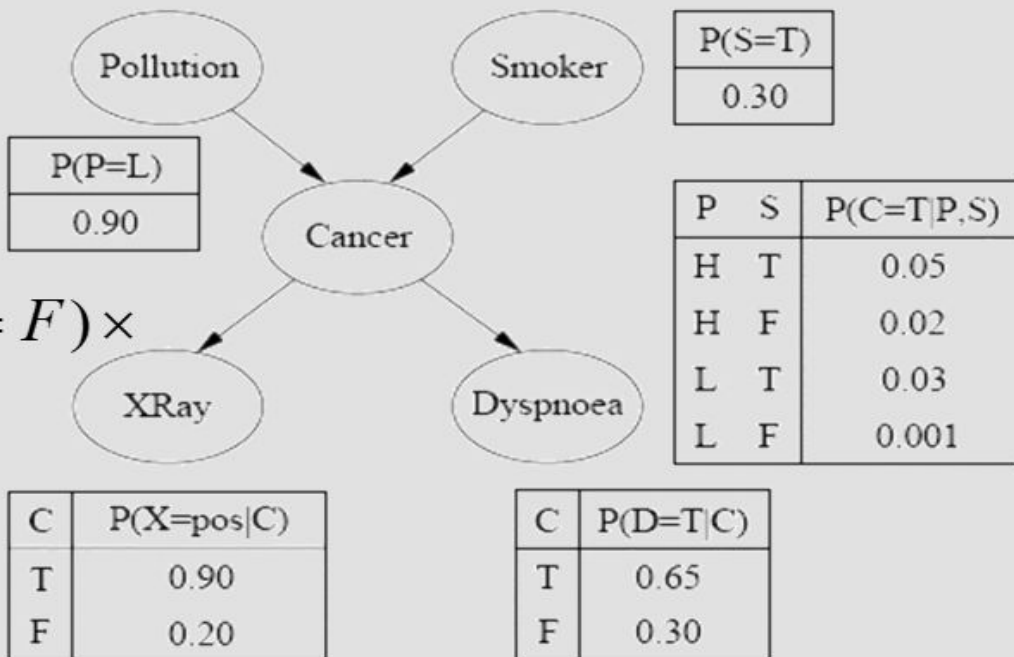 Pollution
Smoker
P(S=T)
0.30
P(P=L)
0.90
Cancer
P S P(C=T|P,S)
H T 0.05
H F 0.02
L T 0.03
L F 0.001
F)×
XRay
Dyspnoea
C P(X=pos|C)
T 0.90
F 0.20
C P(D=T|C)
T 0.65
F 0.30